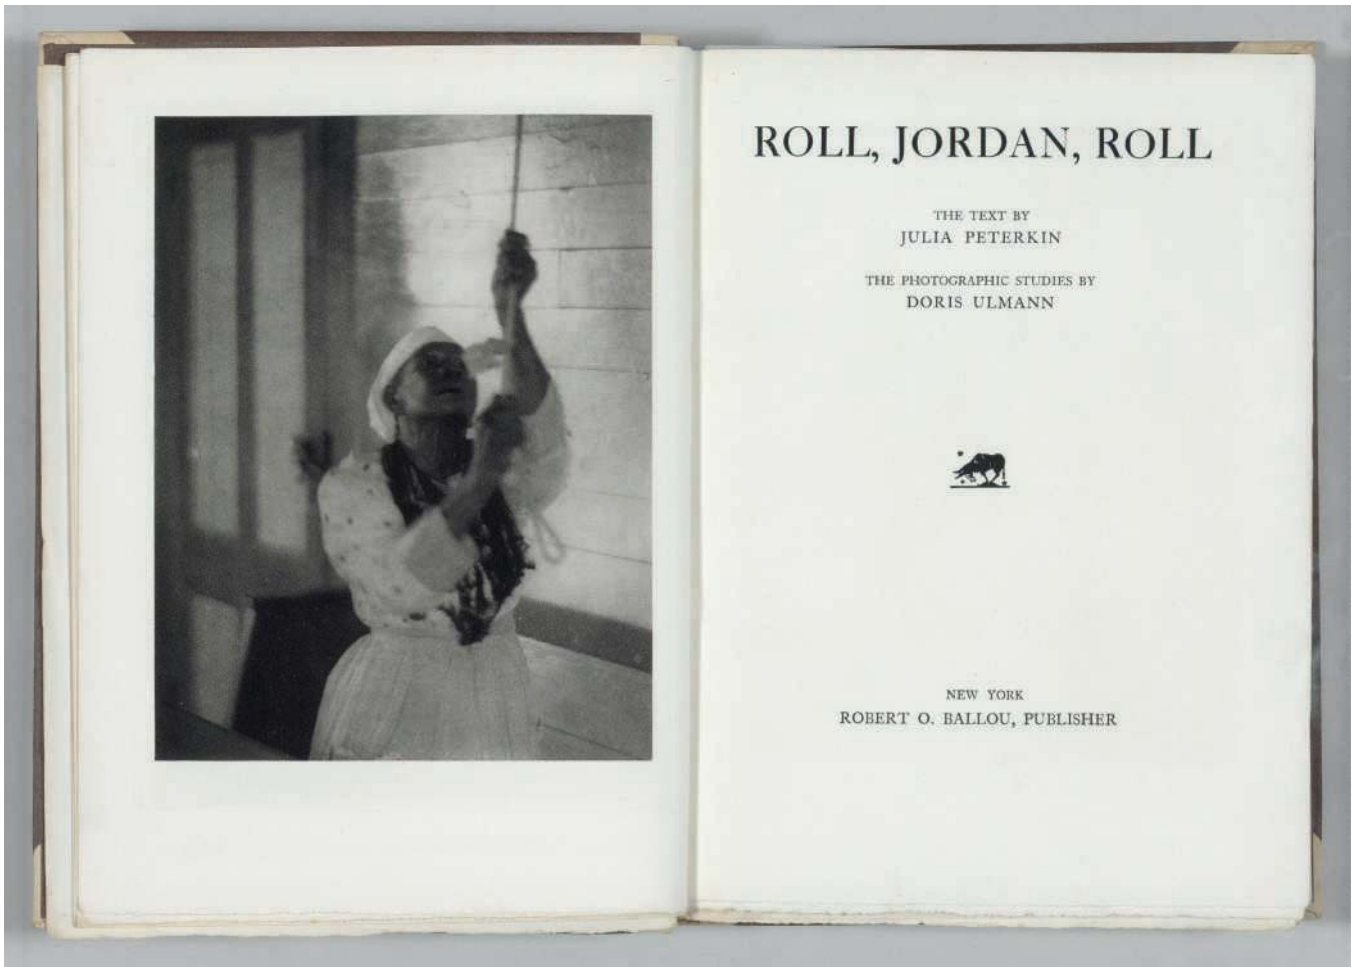 ROLL, JORDAN, ROLL
THE TEXT BY
JULIA PETERKIN
THE PHOTOGRAPHIC STUDIES BY
DORIS ULMANN
NEW YORK
ROBERT O. BALLOU, PUBLISHER